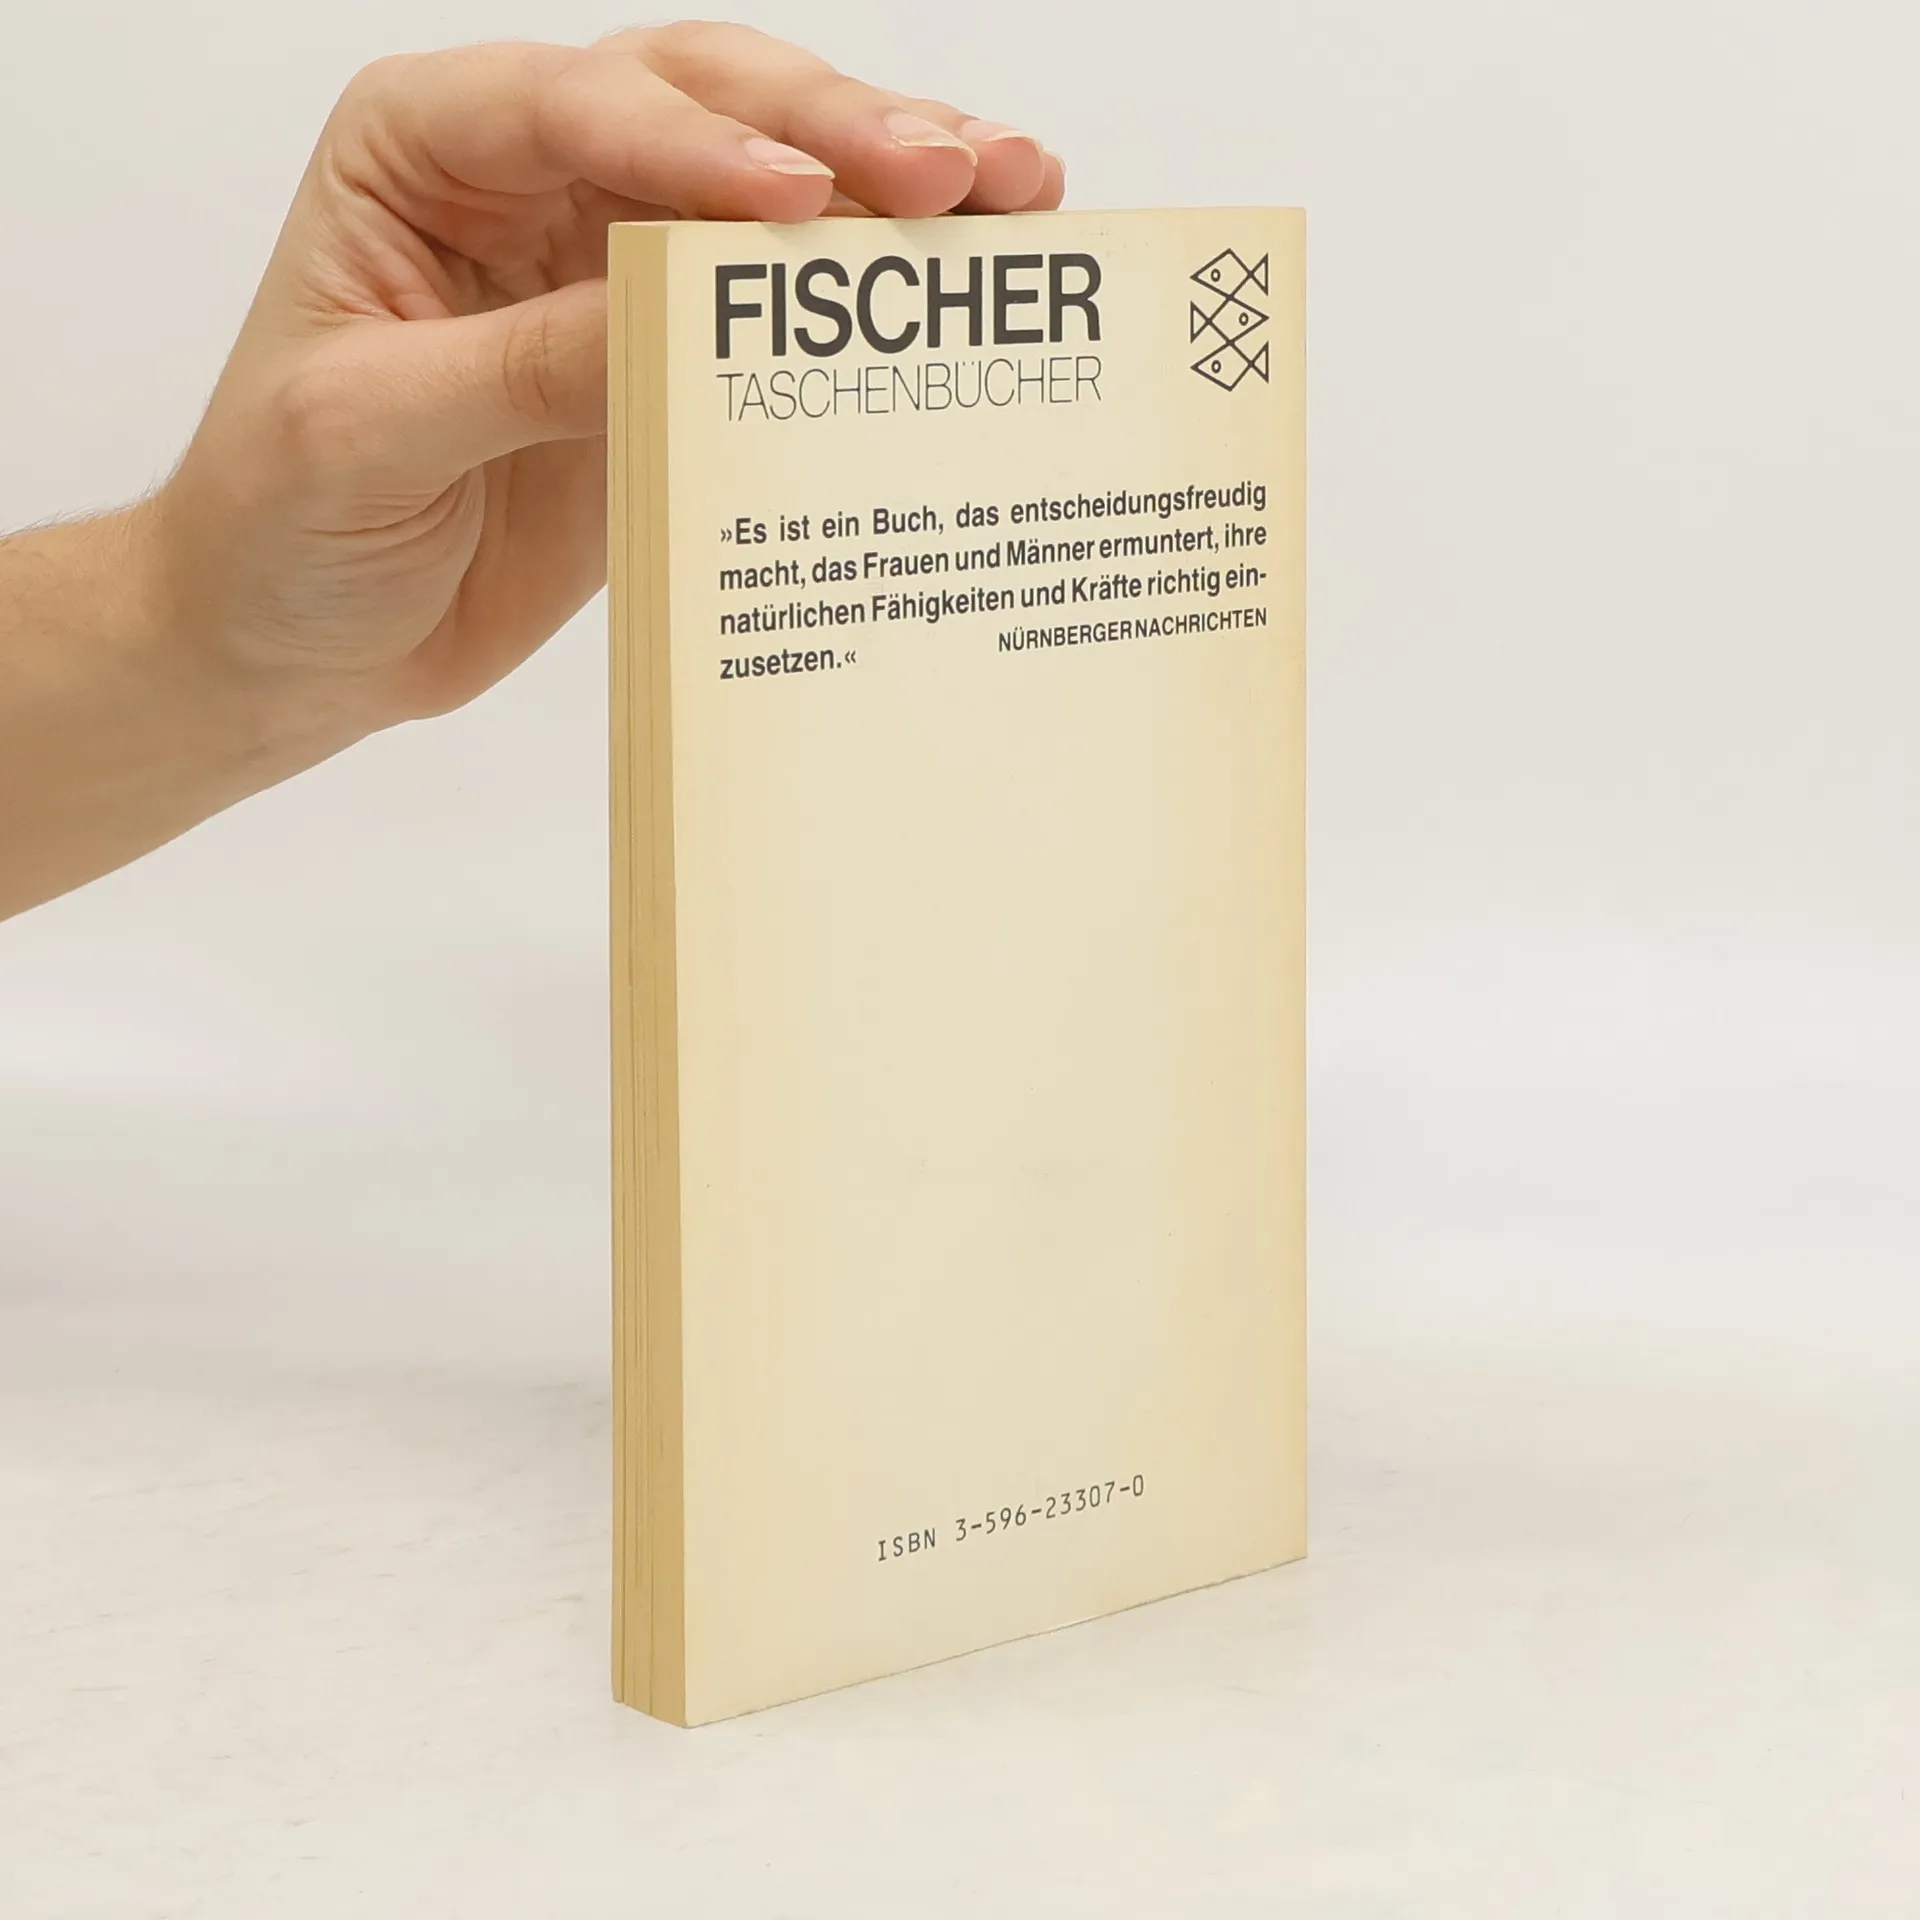 FISCHER
TASCHENBÜCHER
»Es ist ein Buch, das entscheidungsfreudig
macht, das Frauen und Männer ermuntert, ihre
natürlichen Fähigkeiten und Kräfte richtig ein-
zusetzen.« NÜRNBERGER NACHRICHTEN
ISBN 3-596-23307-0